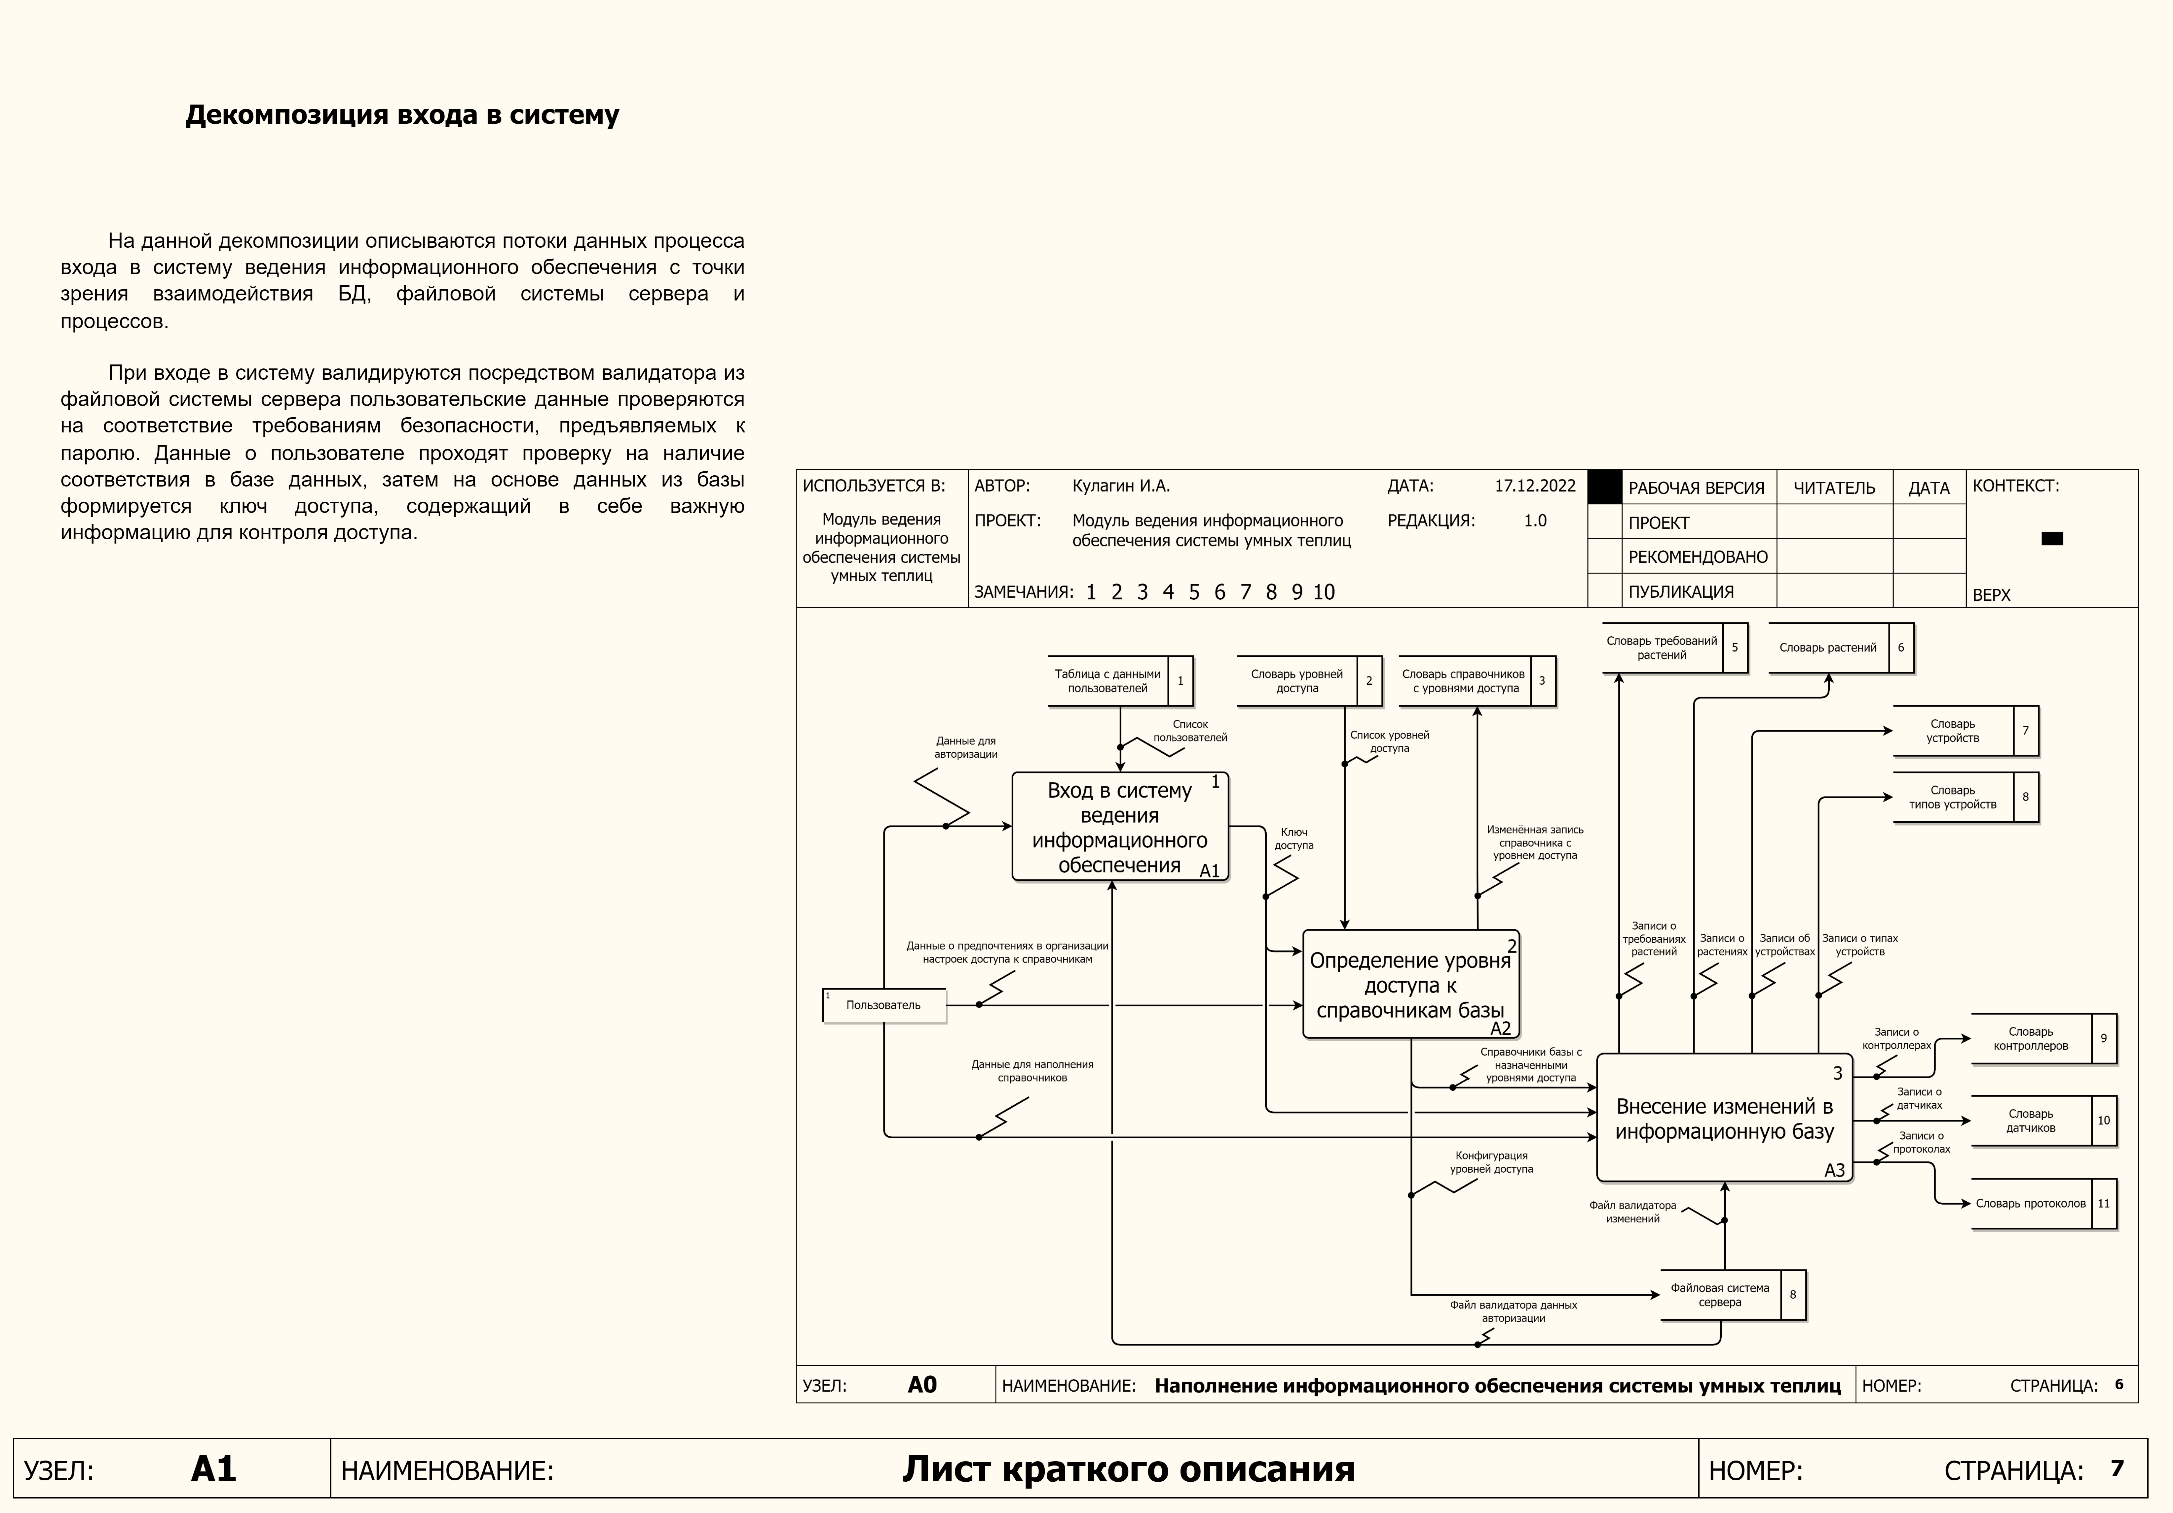 Декомпозиция входа в систему
На данной декомпозиции описываются потоки данных процесса
входа в систему ведения информационного обеспечения с точки
зрения взаимодействия БД, файловой системы сервера и
процессов.
При входе в систему валидируются посредством валидатора из
файловой системы сервера пользовательские данные проверяются
на соответствие требованиям безопасности, предъявляемых к
паролю. Данные о пользователе проходят проверку на наличие
соответствия в базе данных, затем на основе данных из базы
формируется ключ доступа, содержащий в себе важную
информацию для контроля доступа.
ИСПОЛЬЗУЕТСЯ В:
Модуль ведения
информационного
обеспечения системы
умных теплиц
АВТОР: Кулагин И.А.
ДАТА: 17.12.2022
ПРОЕКТ: Модуль ведения информационного
обеспечения системы умных теплиц
РЕДАКЦИЯ: 1.0
ЗАМЕЧАНИЯ: 1 2 3 4 5 6 7 8 9 10
РАБОЧАЯ ВЕРСИЯ
ЧИТАТЕЛЬ
ДАТА
ПРОЕКТ
РЕКОМЕНДОВАНО
ПУБЛИКАЦИЯ
КОНТЕКСТ:
ВЕРХ
Словарь требований
растений
5
Словарь растений
6
Таблица с данными
пользователей
1
Словарь уровней
доступа
2
Словарь справочников
с уровнями доступа
3
Словарь
устройств
7
Словарь
типов устройств
8
Данные для
авторизации
Список
пользователей
Список уровней
доступа
1
Вход в систему
ведения
информационного
обеспечения
А1
Ключ
доступа
Изменённая запись
справочника с
уровнем доступа
Данные о предпочтениях в организации
настроек доступа к справочникам
1
Пользователь
2
Определение уровня
доступа к
справочникам базы
А2
Записи о
требованиях
растений
Записи о
растениях
Записи об
устройствах
Записи о типах
устройств
Данные для наполнения
справочников
Справочники базы с
назначенными
уровнями доступа
3
Внесение изменений в
информационную базу
А3
Записи о
контроллерах
Словарь
контроллеров
9
Записи о
датчиках
Словарь
датчиков
10
Записи о
протоколах
Словарь протоколов
11
Конфигурация
уровней доступа
Файл валидатора
изменений
Файловая система
сервера
8
Файл валидатора данных
авторизации
УЗЕЛ: А0
НАИМЕНОВАНИЕ: Наполнение информационного обеспечения системы умных теплиц
НОМЕР:
СТРАНИЦА: 6
УЗЕЛ: А1
НАИМЕНОВАНИЕ: Лист краткого описания
НОМЕР:
СТРАНИЦА: 7